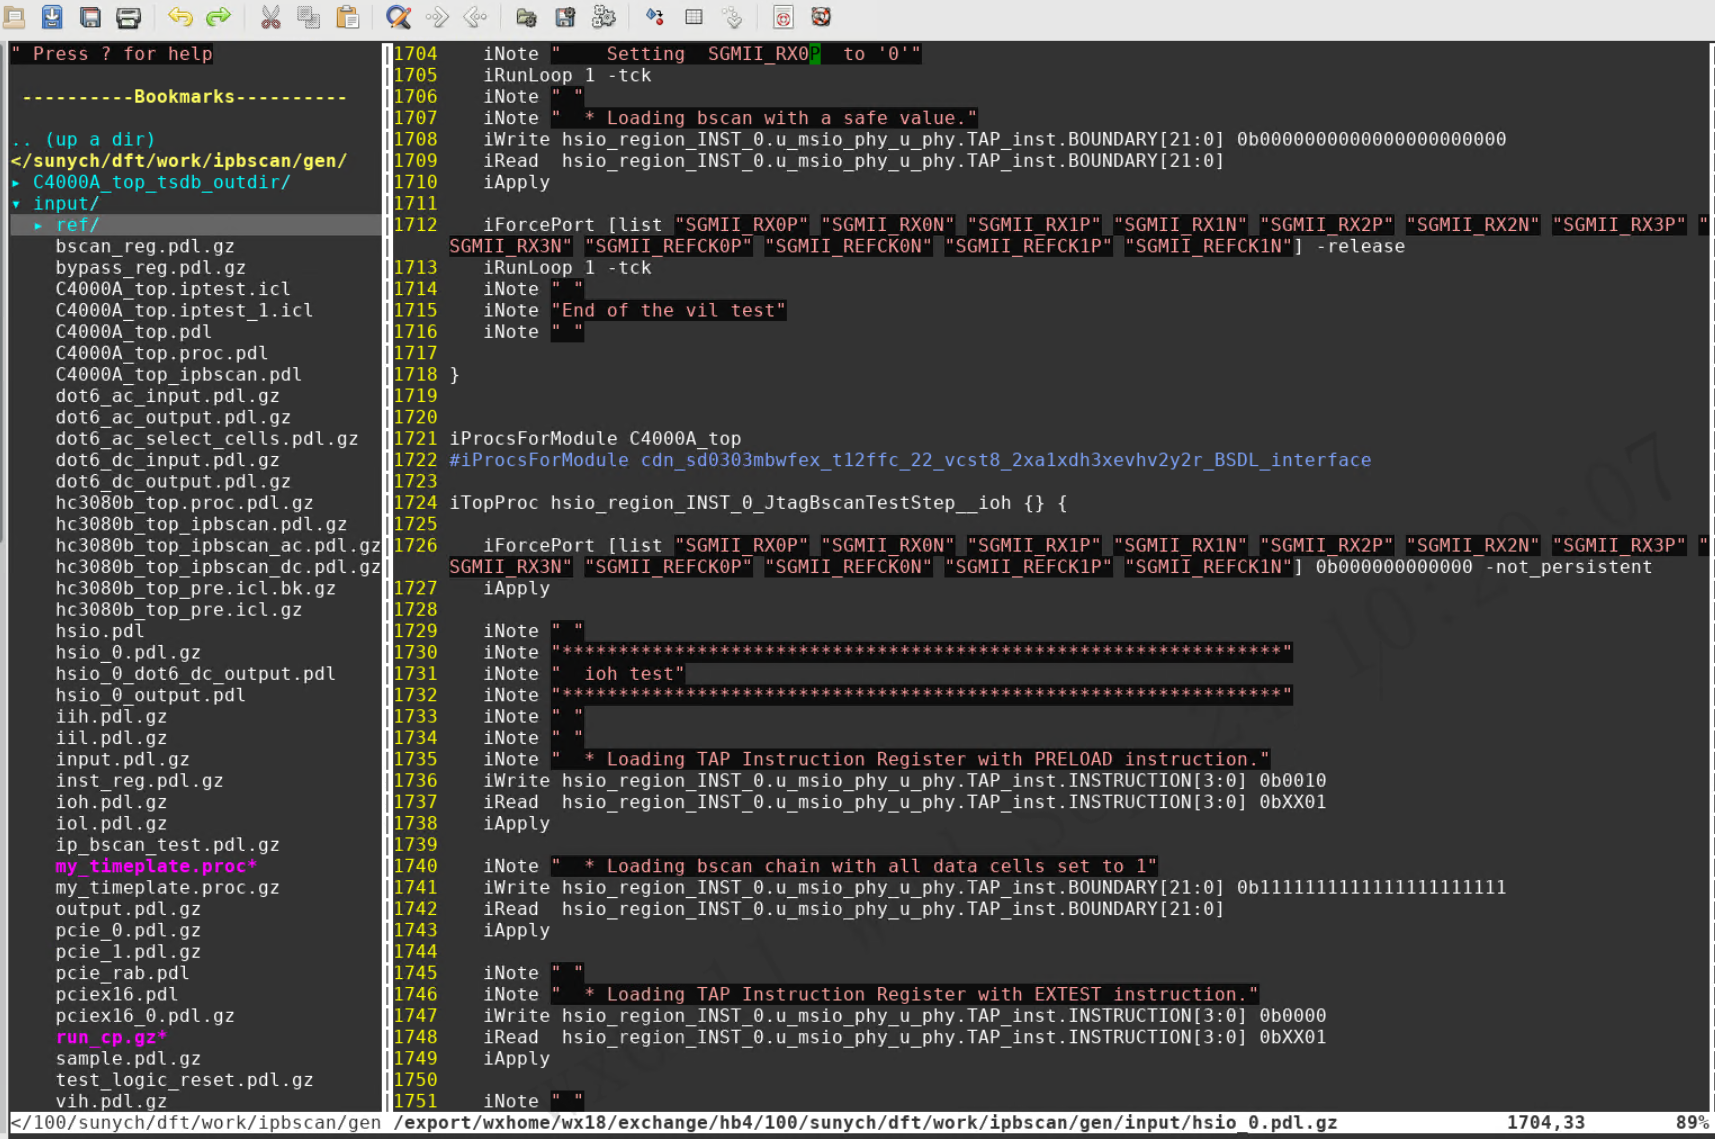 " Press ? for help
----------Bookmarks----------
.. (up a dir)
</sunych/dft/work/ipbscan/gen/
▸ C4000A_top_tsdb_outdir/
▾ input/
▸ ref/
bscan_reg.pdl.gz
bypass_reg.pdl.gz
C4000A_top.iptest.icl
C4000A_top.iptest_1.icl
C4000A_top.pdl
C4000A_top.proc.pdl
C4000A_top_ipbscan.pdl
dot6_ac_input.pdl.gz
dot6_ac_output.pdl.gz
dot6_ac_select_cells.pdl.gz
dot6_dc_input.pdl.gz
dot6_dc_output.pdl.gz
hc3080b_top.proc.pdl.gz
hc3080b_top_ipbscan.pdl.gz
hc3080b_top_ipbscan_ac.pdl.gz
hc3080b_top_ipbscan_dc.pdl.gz
hc3080b_top_pre.icl.bk.gz
hc3080b_top_pre.icl.gz
hsio.pdl
hsio_0.pdl.gz
hsio_0_dot6_dc_output.pdl
hsio_0_output.pdl
iih.pdl.gz
iil.pdl.gz
input.pdl.gz
inst_reg.pdl.gz
ioh.pdl.gz
iol.pdl.gz
ip_bscan_test.pdl.gz
my_timeplate.proc*
my_timeplate.proc.gz
output.pdl.gz
pcie_0.pdl.gz
pcie_1.pdl.gz
pcie_rab.pdl
pciex16.pdl
pciex16_0.pdl.gz
run_cp.gz*
sample.pdl.gz
test_logic_reset.pdl.gz
vih.pdl.gz
</100/sunych/dft/work/ipbscan/gen
1704 iNote "    Setting  SGMII_RX0P  to '0'"
1705 iRunLoop 1 -tck
1706 iNote " "
1707 iNote "  * Loading bscan with a safe value."
1708 iWrite hsio_region_INST_0.u_msio_phy_u_phy.TAP_inst.BOUNDARY[21:0] 0b0000000000000000000000
1709 iRead  hsio_region_INST_0.u_msio_phy_u_phy.TAP_inst.BOUNDARY[21:0]
1710 iApply
1711
1712 iForcePort [list "SGMII_RX0P" "SGMII_RX0N" "SGMII_RX1P" "SGMII_RX1N" "SGMII_RX2P" "SGMII_RX2N" "SGMII_RX3P" "
SGMII_RX3N" "SGMII_REFCK0P" "SGMII_REFCK0N" "SGMII_REFCK1P" "SGMII_REFCK1N"] -release
1713 iRunLoop 1 -tck
1714 iNote " "
1715 iNote "End of the vil test"
1716 iNote " "
1717
1718 }
1719
1720
1721 iProcsForModule C4000A_top
1722 #iProcsForModule cdn_sd0303mbwfex_t12ffc_22_vcst8_2xa1xdh3xevhv2y2r_BSDL_interface
1723
1724 iTopProc hsio_region_INST_0_JtagBscanTestStep__ioh {} {
1725
1726 iForcePort [list "SGMII_RX0P" "SGMII_RX0N" "SGMII_RX1P" "SGMII_RX1N" "SGMII_RX2P" "SGMII_RX2N" "SGMII_RX3P" "
SGMII_RX3N" "SGMII_REFCK0P" "SGMII_REFCK0N" "SGMII_REFCK1P" "SGMII_REFCK1N"] 0b000000000000 -not_persistent
1727 iApply
1728
1729 iNote " "
1730 iNote "****************************************************************"
1731 iNote "  ioh test"
1732 iNote "****************************************************************"
1733 iNote " "
1734 iNote " "
1735 iNote "  * Loading TAP Instruction Register with PRELOAD instruction."
1736 iWrite hsio_region_INST_0.u_msio_phy_u_phy.TAP_inst.INSTRUCTION[3:0] 0b0010
1737 iRead  hsio_region_INST_0.u_msio_phy_u_phy.TAP_inst.INSTRUCTION[3:0] 0bXX01
1738 iApply
1739
1740 iNote "  * Loading bscan chain with all data cells set to 1"
1741 iWrite hsio_region_INST_0.u_msio_phy_u_phy.TAP_inst.BOUNDARY[21:0] 0b1111111111111111111111
1742 iRead  hsio_region_INST_0.u_msio_phy_u_phy.TAP_inst.BOUNDARY[21:0]
1743 iApply
1744
1745 iNote " "
1746 iNote "  * Loading TAP Instruction Register with EXTEST instruction."
1747 iWrite hsio_region_INST_0.u_msio_phy_u_phy.TAP_inst.INSTRUCTION[3:0] 0b0000
1748 iRead  hsio_region_INST_0.u_msio_phy_u_phy.TAP_inst.INSTRUCTION[3:0] 0bXX01
1749 iApply
1750
1751 iNote " "
/export/wxhome/wx18/exchange/hb4/100/sunych/dft/work/ipbscan/gen/input/hsio_0.pdl.gz 1704,33 89%